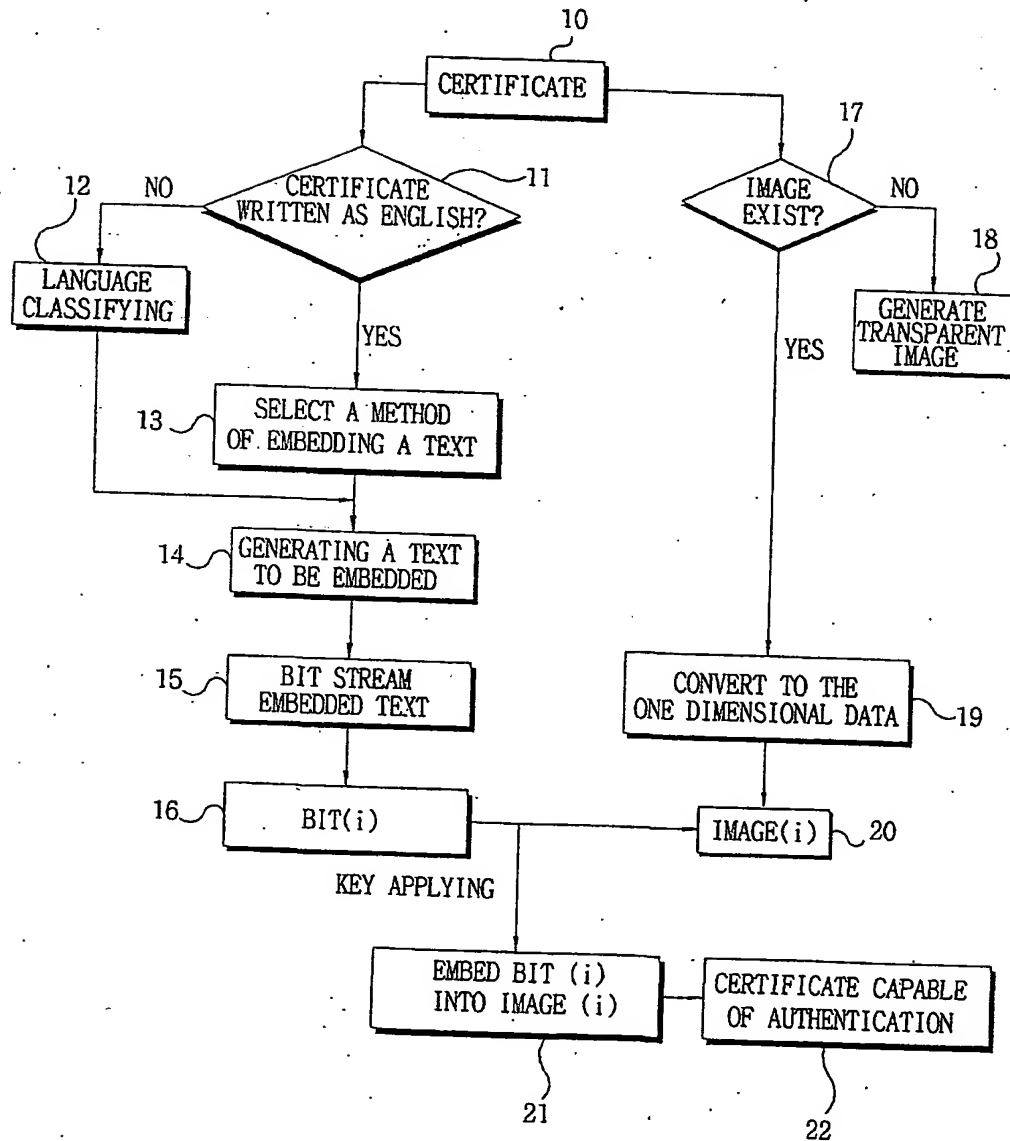 10
CERTIFICATE
17
11
12
NO
CERTIFICATE
WRITTEN AS ENGLISH?
IMAGE
EXIST?
NO
18
LANGUAGE
CLASSIFYING
GENERATE
TRANSPARENT
IMAGE
YES
YES
13
SELECT A METHOD
OF EMBEDDING A TEXT
14
GENERATING A TEXT
TO BE EMBEDDED
15
BIT STREAM
EMBEDDED TEXT
CONVERT TO THE
ONE DIMENSIONAL DATA
19
16
BIT(i)
IMAGE(i)
20
KEY APPLYING
EMBED BIT (i)
INTO IMAGE (i)
CERTIFICATE CAPABLE
OF AUTHENTICATION
21
22